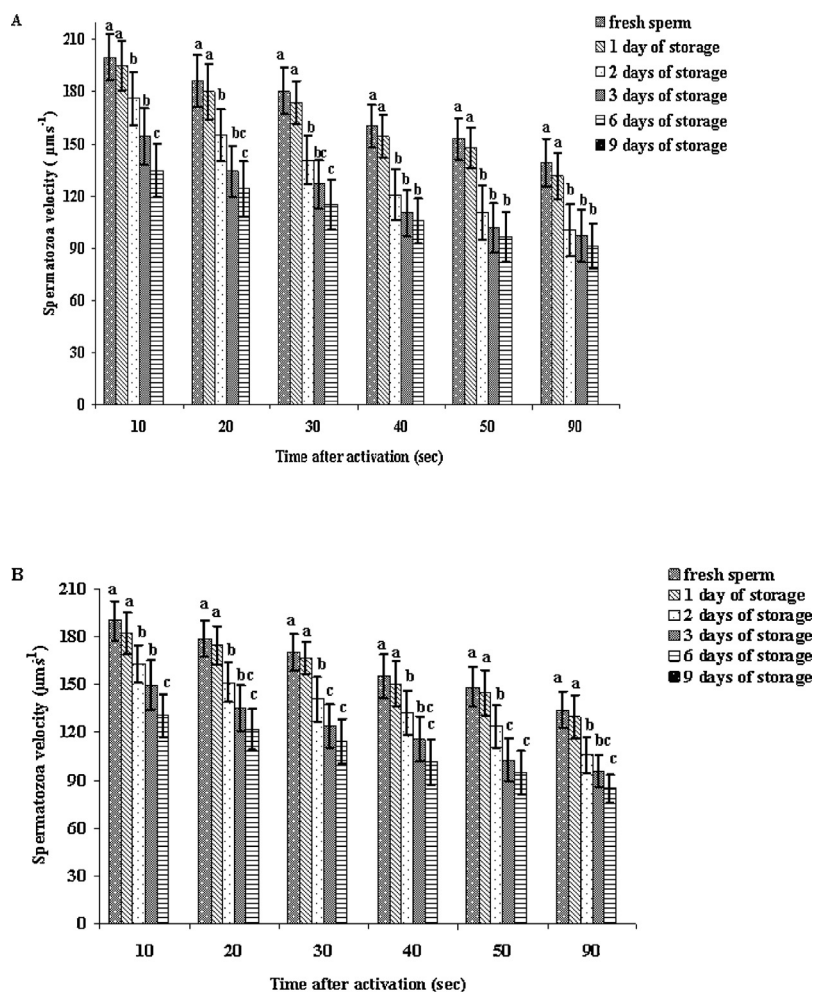 A
Spermatozoa velocity ( µms⁻¹)
210
180
150
120
90
60
30
0
a a b b c
a a b bc c
a a b bc c
a a b b b
a a b b b
a a b b b
10 20 30 40 50 90
Time after activation (sec)
fresh sperm
1 day of storage
2 days of storage
3 days of storage
6 days of storage
9 days of storage
B
Spermatozoa velocity (µms¹)
210
180
150
120
90
60
30
0
a a b b c
a a b bc c
a a b c c
a a b bc c
a a b c c
a a b bc c
10 20 30 40 50 90
Time after activation (sec)
fresh sperm
1 day of storage
2 days of storage
3 days of storage
6 days of storage
9 days of storage